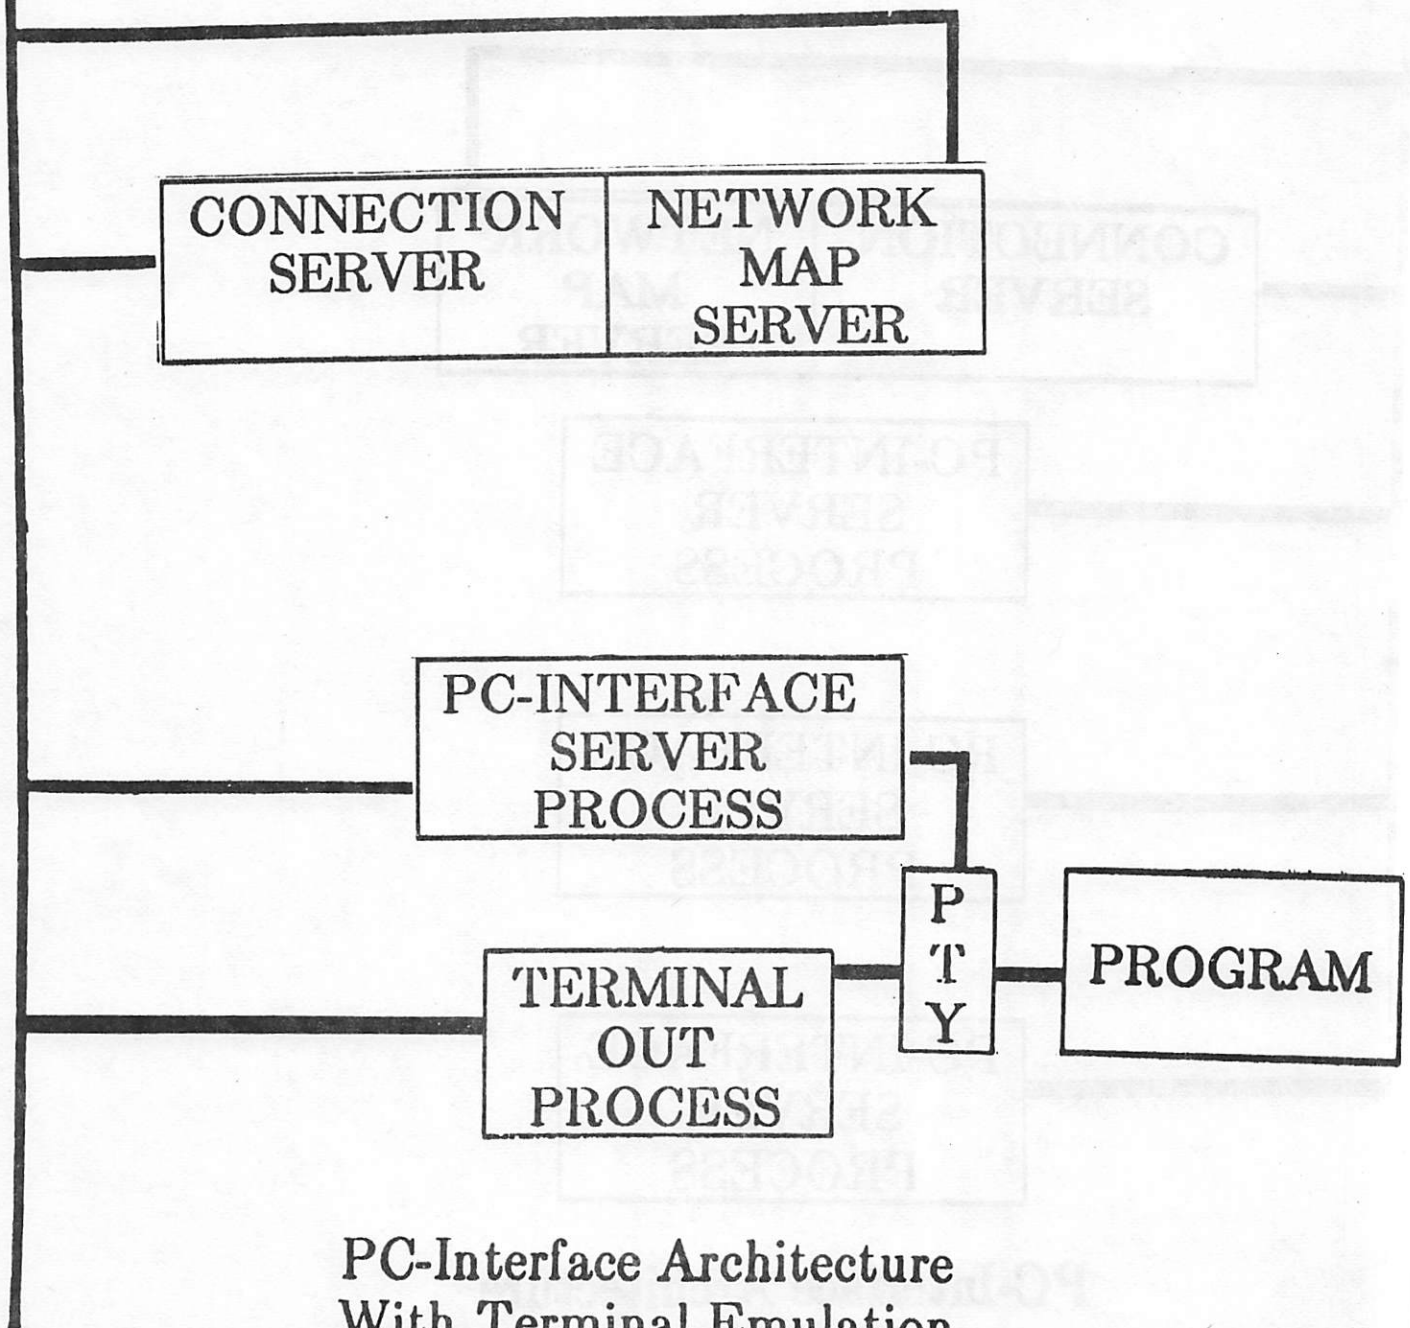 CONNECTION
SERVER
NETWORK
MAP
SERVER
PC-INTERFACE
SERVER
PROCESS
P
T
Y
PROGRAM
TERMINAL
OUT
PROCESS
PC-Interface Architecture
With Terminal Emulation